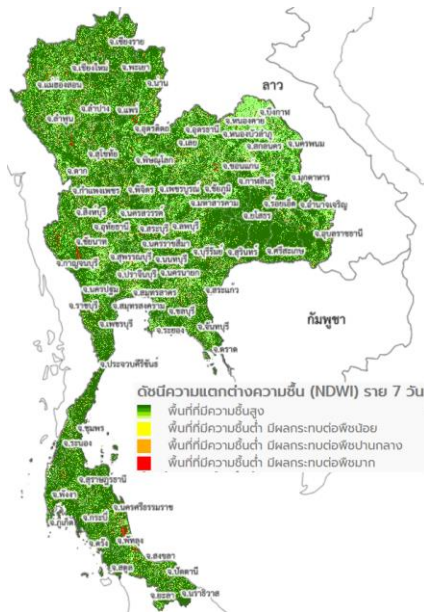 จ.เชียงราย
จ.เชียงใหม่ จ.พะเยา
จ.แม่ฮ่องสอน จ.น่าน
ลาว
จ.ลำปาง จ.แพร่
จ.บึงกาฬ
จ.ลำพูน
จ.หนองคาย
จ.อุตรดิตถ์ จ.อุดรธานี
จ.หนองบัวลำภู
จ.เลย จ.สกลนคร จ.นครพนม
จ.สุโขทัย จ.พิษณุโลก
จ.ขอนแก่น
จ.ตาก จ.กาฬสินธุ์ จ.มุกดาหาร
จ.กำแพงเพชร จ.พิจิตร จ.เพชรบูรณ์ จ.ชัยภูมิ
จ.มหาสารคาม จ.ร้อยเอ็ด จ.อำนาจเจริญ
จ.สิงห์บุรี จ.นครสวรรค์ จ.ยโสธร
จ.อุทัยธานี จ.สระบุรี จ.ลพบุรี
จ.อุบลราชธานี
จ.ชัยนาท จ.นครราชสีมา
จ.สุพรรณบุรี จ.นนทบุรี จ.บุรีรัมย์ จ.สุรินทร์ จ.ศรีสะเกษ
จ.กาญจนบุรี
จ.ปราจีนบุรี จ.นครนายก
จ.นครปฐม จ.สมุทรสาคร จ.สระแก้ว
จ.ราชบุรี จ.สมุทรสงคราม
จ.ชลบุรี
จ.เพชรบุรี จ.ระยอง จ.จันทบุรี
กัมพูชา
จ.ตราด
จ.ประจวบคีรีขันธ์
ดัชนีความแตกต่างความชื้น (NDWI) ราย 7 วัน
พื้นที่ที่มีความชื้นสูง
พื้นที่ที่มีความชื้นต่ำ มีผลกระทบต่อพืชน้อย
พื้นที่ที่มีความชื้นต่ำ มีผลกระทบต่อพืชปานกลาง
พื้นที่ที่มีความชื้นต่ำ มีผลกระทบต่อพืชมาก
จ.ชุมพร
จ.ระนอง
จ.สุราษฎรธานี
จ.พังงา
จ.นครศรีธรรมราช
จ.ภูเก็ต จ.กระบี่
จ.ตรัง จ.พัทลุง
จ.สงขลา
จ.สตูล จ.ปัตตานี
จ.ยะลา จ.นราธิวาส